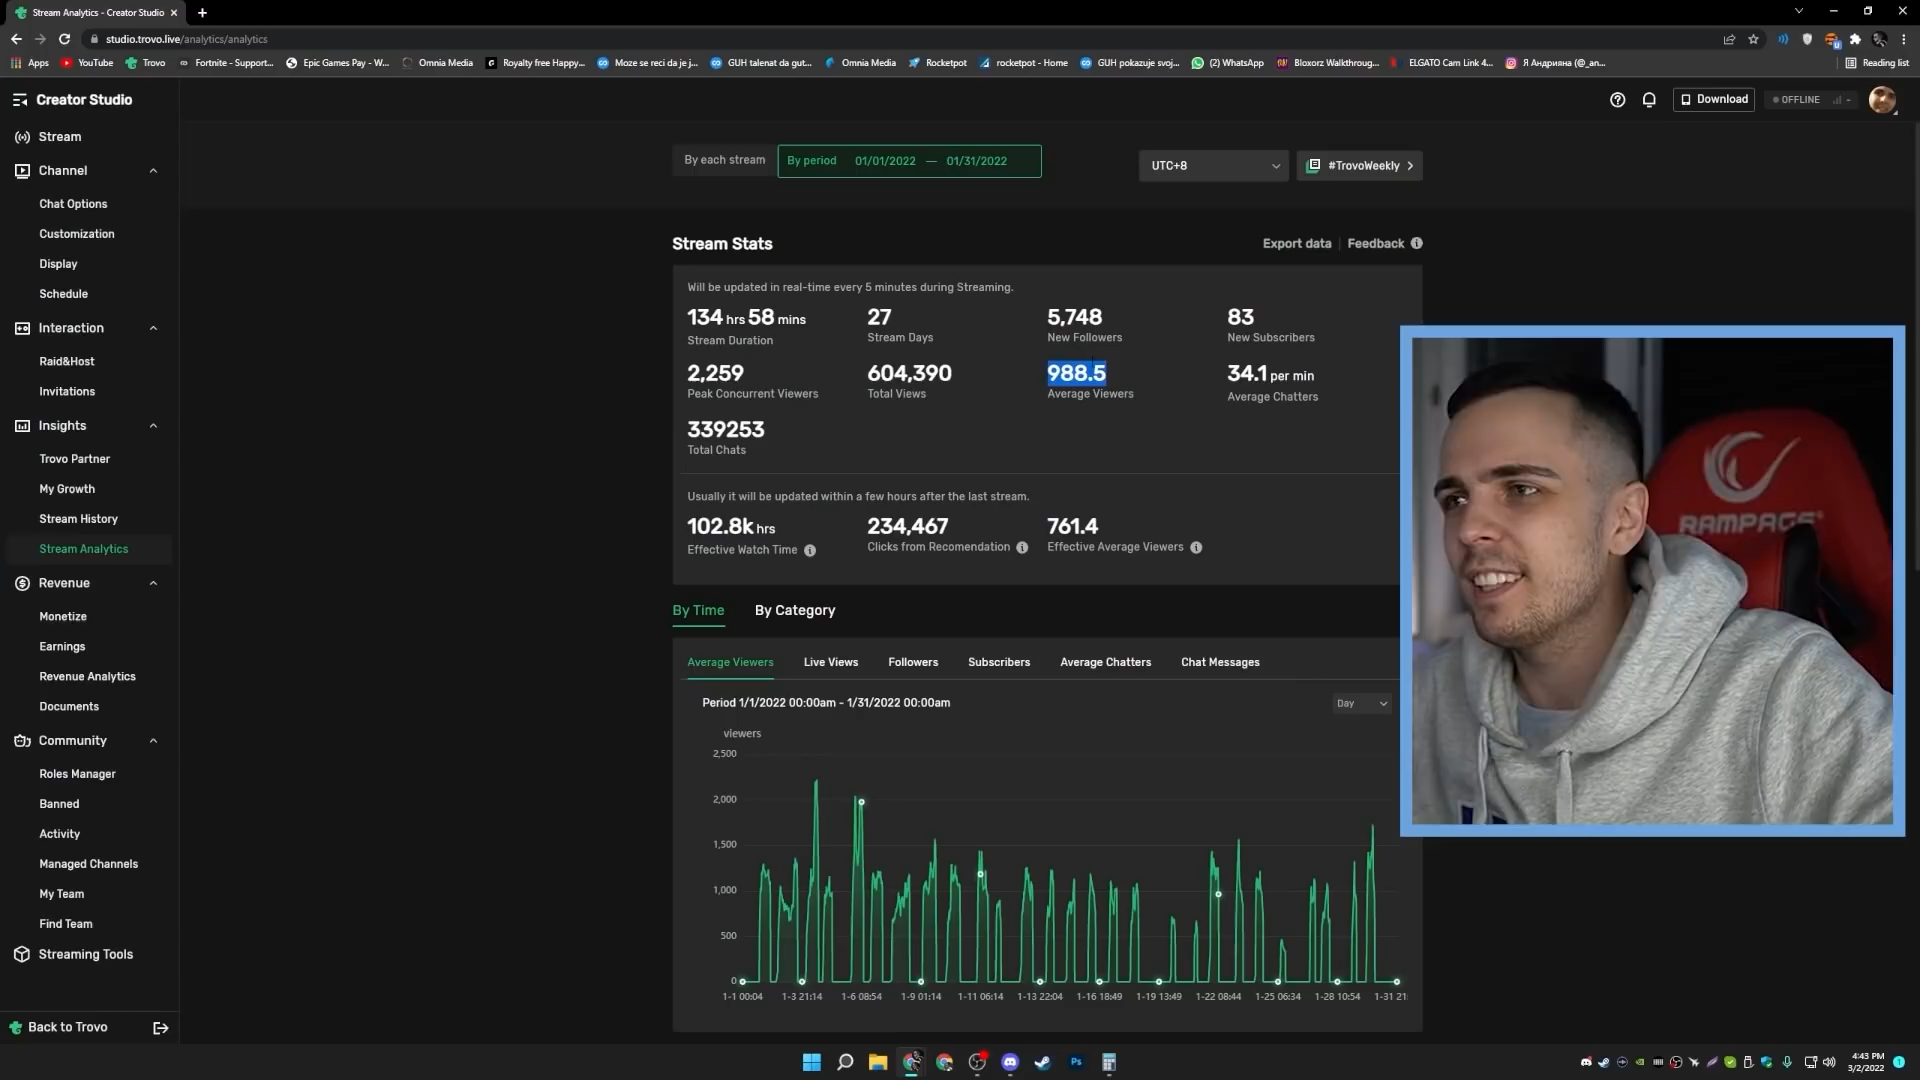 Stream Analytics - Creator Studio
studio.trovo.live/analytics/analytics
Apps YouTube Trovo Fortnite - Support... Epic Games Pay - W... Omnia Media Royalty free Happy... Moze se reci da je j... GUH talenat da gut... Omnia Media Rocketpot rocketpot - Home GUH pokazuje svoj... (2) WhatsApp Bloxorz Walkthroug... ELGATO Cam Link 4... Я Андрияна (@_an... Reading list
Creator Studio
Download
OFFLINE
Stream
Channel
Chat Options
Customization
Display
Schedule
Interaction
Raid&Host
Invitations
Insights
Trovo Partner
My Growth
Stream History
Stream Analytics
Revenue
Monetize
Earnings
Revenue Analytics
Documents
Community
Roles Manager
Banned
Activity
Managed Channels
My Team
Find Team
Streaming Tools
Back to Trovo
By each stream By period 01/01/2022 — 01/31/2022
UTC+8
#TrovoWeekly
Stream Stats
Export data | Feedback
Will be updated in real-time every 5 minutes during Streaming.
134 hrs 58 mins 27 5,748 83
Stream Duration Stream Days New Followers New Subscribers
2,259 604,390 988.5 34.1 per min
Peak Concurrent Viewers Total Views Average Viewers Average Chatters
339253
Total Chats
Usually it will be updated within a few hours after the last stream.
102.8k hrs 234,467 761.4
Effective Watch Time Clicks from Recomendation Effective Average Viewers
By Time By Category
Average Viewers Live Views Followers Subscribers Average Chatters Chat Messages
Period 1/1/2022 00:00am - 1/31/2022 00:00am
Day
viewers
2,500
2,000
1,500
1,000
500
0
1-1 00:04 1-3 21:14 1-6 08:54 1-9 01:14 1-11 06:14 1-13 22:04 1-16 18:49 1-19 13:49 1-22 08:44 1-25 06:34 1-28 10:54 1-31 21:
RAMPAGE
4:43 PM
3/2/2022
1